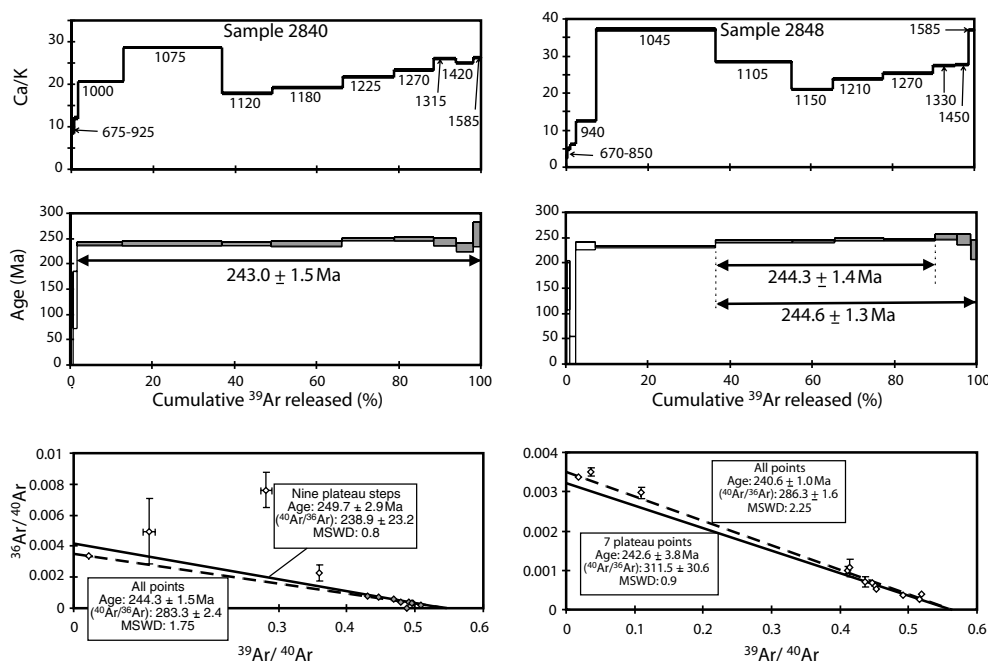 Sample 2840
Ca/K
30
20
10
0
1000
1075
1120
1180
1225
1270
1315
1420
1585
675-925
Sample 2848
40
30
20
10
0
940
1045
1105
1150
1210
1270
1330
1450
1585
670-850
Age (Ma)
300
250
200
150
100
50
0
243.0 ± 1.5 Ma
0
20
40
60
80
100
Cumulative ³⁹Ar released (%)
300
250
200
150
100
50
0
244.3 ± 1.4 Ma
244.6 ± 1.3 Ma
0
20
40
60
80
100
Cumulative ³⁹Ar released (%)
³⁶Ar/ ⁴⁰Ar
0.01
0.008
0.006
0.004
0.002
0
Nine plateau steps
Age: 249.7 ± 2.9 Ma
(⁴⁰Ar/³⁶Ar): 238.9 ± 23.2
MSWD: 0.8
All points
Age: 244.3 ± 1.5 Ma
(⁴⁰Ar/³⁶Ar): 283.3 ± 2.4
MSWD: 1.75
0.3
0.4
0.5
0.6
³⁹Ar/ ⁴⁰Ar
0.004
0.003
0.002
0.001
0
All points
Age: 240.6 ± 1.0 Ma
(⁴⁰Ar/³⁶Ar): 286.3 ± 1.6
MSWD: 2.25
7 plateau points
Age: 242.6 ± 3.8 Ma
(⁴⁰Ar/³⁶Ar): 311.5 ± 30.6
MSWD: 0.9
0
0.1
0.2
0.3
0.4
0.5
0.6
³⁹Ar/ ⁴⁰Ar